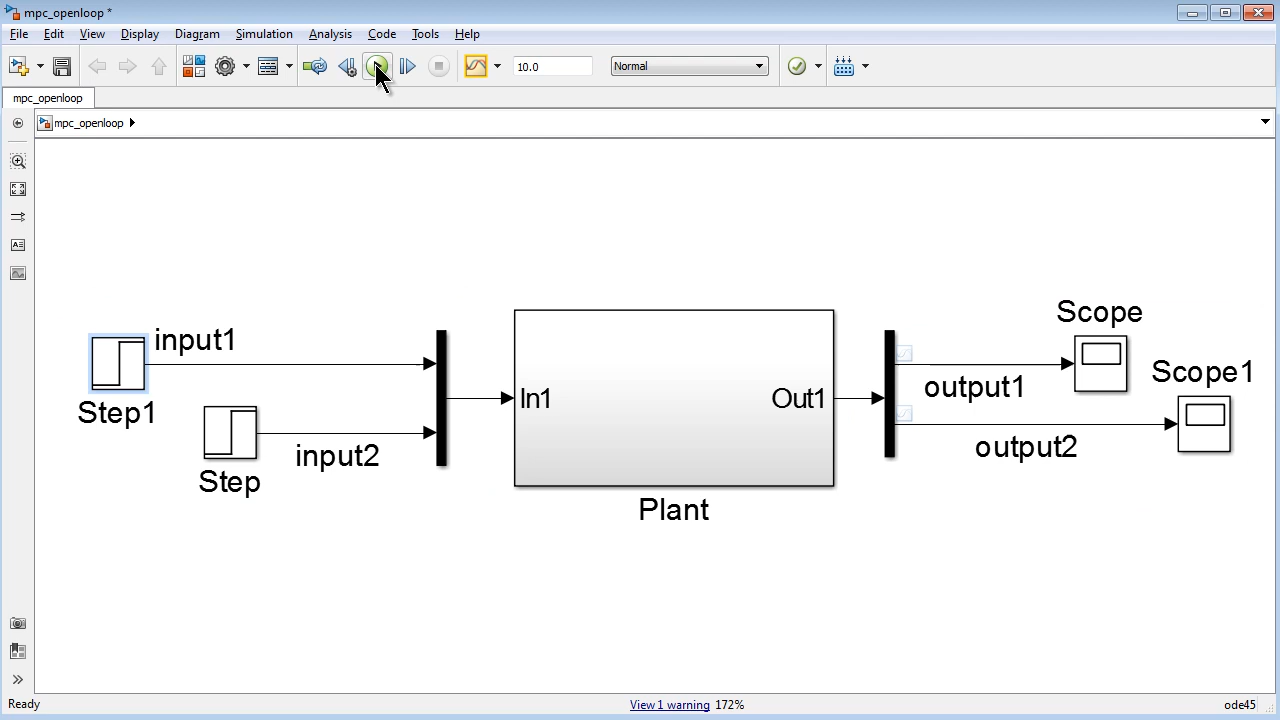 mpc_openloop *
File Edit View Display Diagram Simulation Analysis Code Tools Help
10.0 Normal
mpc_openloop
mpc_openloop
Scope
input1
Scope1
Step1
In1
Out1
output1
input2
output2
Step
Plant
Ready
View 1 warning 172%
ode45